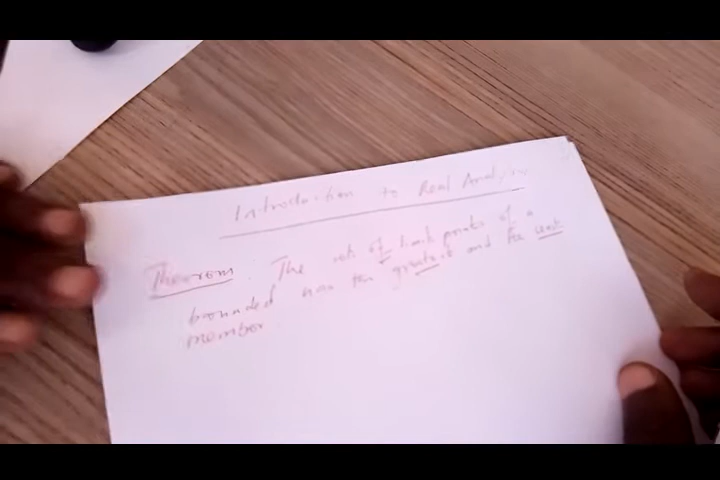 Introduction to Real Analysis
Theorem. The set of limit points of a
bounded has the greatest and the least
member